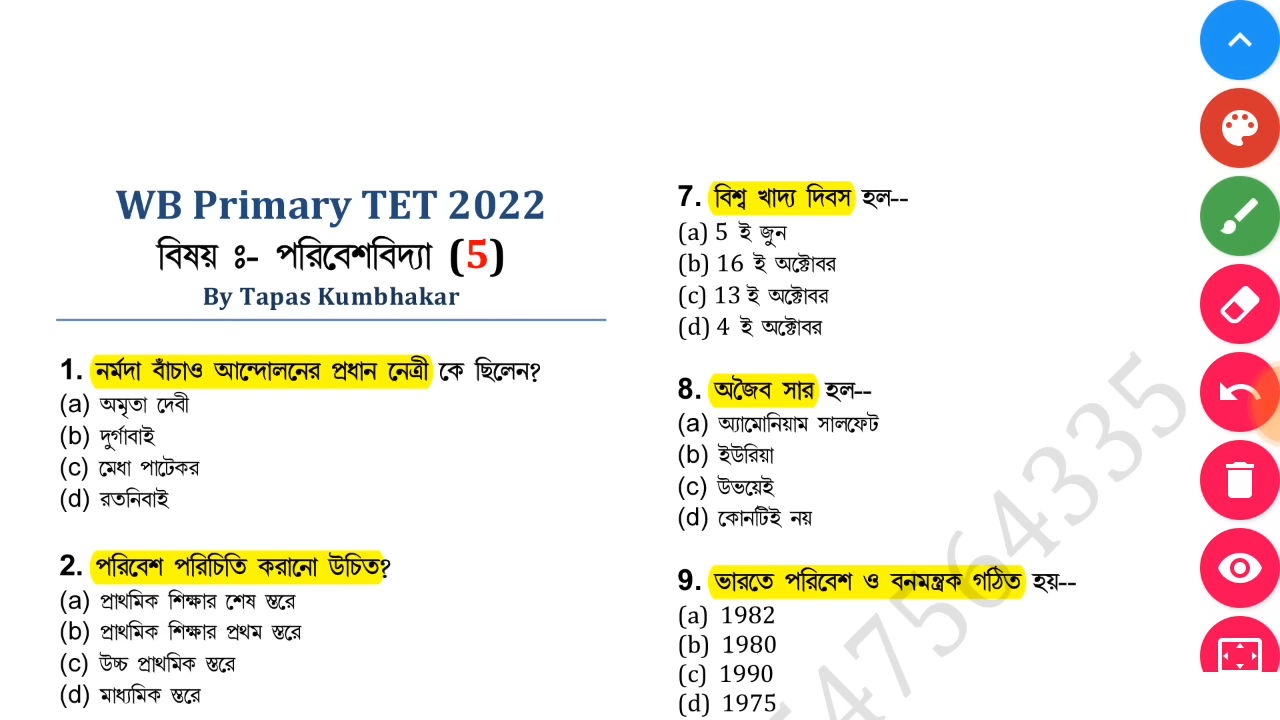 WB Primary TET 2022
বিষয় ঃ- পরিবেশবিদ্যা (5)
By Tapas Kumbhakar
1. নর্মদা বাঁচাও আন্দোলনের প্রধান নেত্রী কে ছিলেন?
(a) অমৃতা দেবী
(b) দুর্গাবাই
(c) মেধা পাটেকর
(d) রতনিবাই
2. পরিবেশ পরিচিতি করানো উচিত?
(a) প্রাথমিক শিক্ষার শেষ স্তরে
(b) প্রাথমিক শিক্ষার প্রথম স্তরে
(c) উচ্চ প্রাথমিক স্তরে
(d) মাধ্যমিক স্তরে
7. বিশ্ব খাদ্য দিবস হল--
(a) 5 ই জুন
(b) 16 ই অক্টোবর
(c) 13 ই অক্টোবর
(d) 4 ই অক্টোবর
8. অজৈব সার হল--
(a) অ্যামোনিয়াম সালফেট
(b) ইউরিয়া
(c) উভয়েই
(d) কোনটিই নয়
9. ভারতে পরিবেশ ও বনমন্ত্রক গঠিত হয়--
(a) 1982
(b) 1980
(c) 1990
(d) 1975
475564335